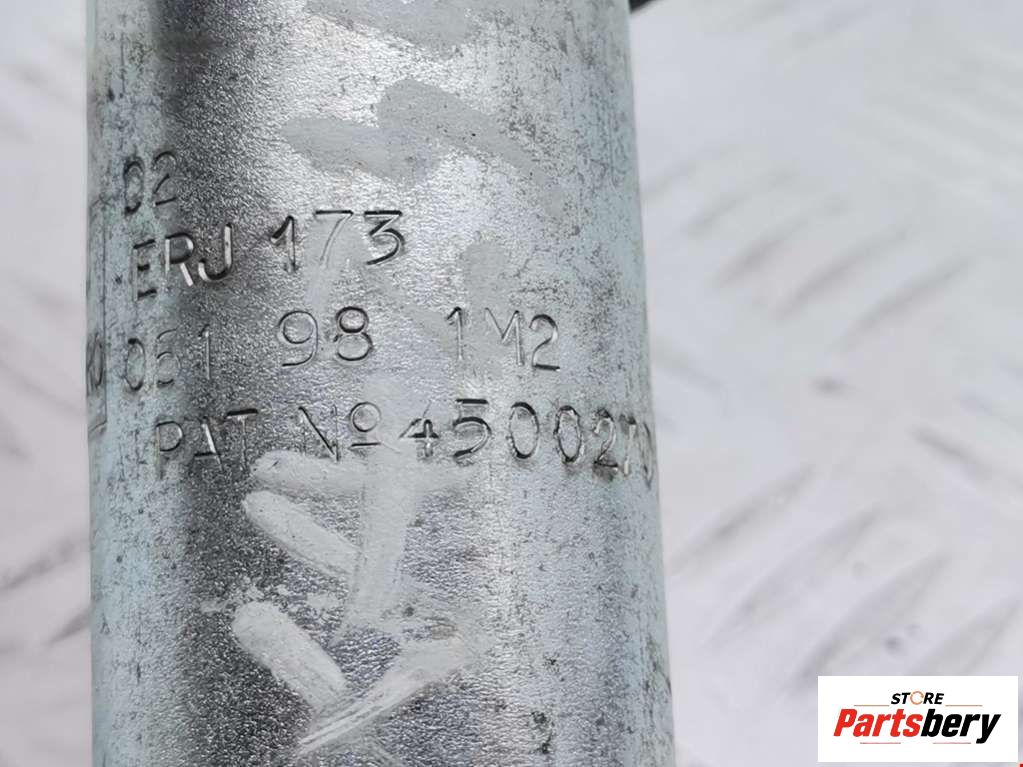 02
ERJ 173
061 98 1M2
PAT Nº 4500270
STORE
Partsbery